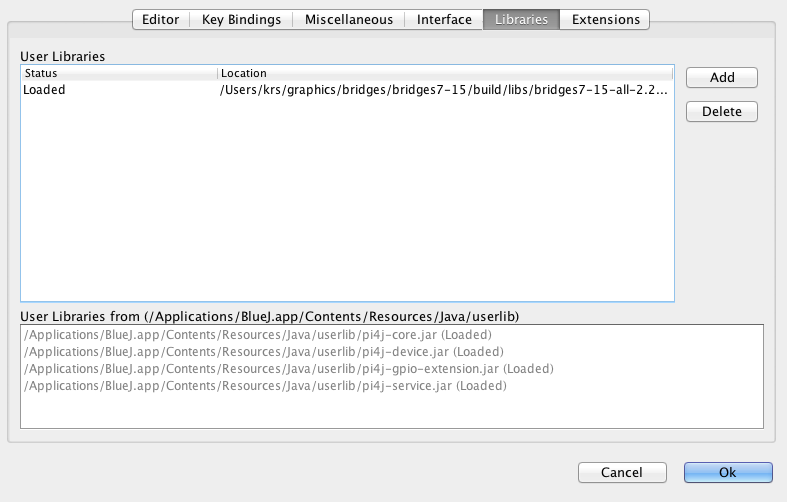 Editor Key Bindings Miscellaneous Interface Libraries Extensions
User Libraries
Status Location
Loaded /Users/krs/graphics/bridges/bridges7-15/build/libs/bridges7-15-all-2.2...
Add
Delete
User Libraries from (/Applications/BlueJ.app/Contents/Resources/Java/userlib)
/Applications/BlueJ.app/Contents/Resources/Java/userlib/pi4j-core.jar (Loaded)
/Applications/BlueJ.app/Contents/Resources/Java/userlib/pi4j-device.jar (Loaded)
/Applications/BlueJ.app/Contents/Resources/Java/userlib/pi4j-gpio-extension.jar (Loaded)
/Applications/BlueJ.app/Contents/Resources/Java/userlib/pi4j-service.jar (Loaded)
Cancel Ok